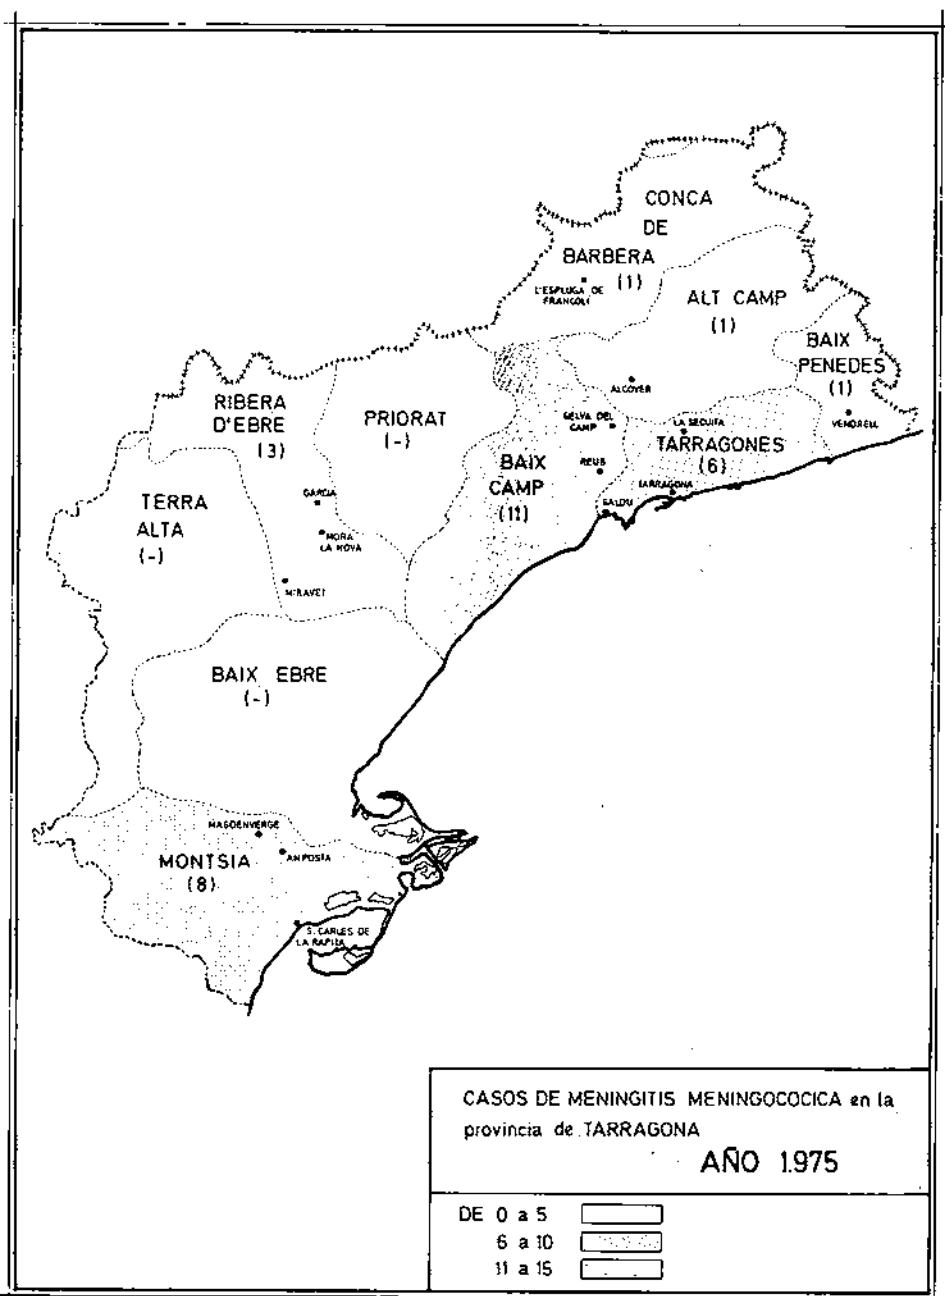 CONCA
DE
BARBERA
(1)
L'ESPLUGA DE
FRANCOLI
ALT CAMP
(1)
BAIX
PENEDES
(1)
VENDRELL
ALCOVER
RIBERA
D'EBRE
(3)
PRIORAT
(-)
SELVA DEL
CAMP
LA SECUITA
TARRAGONES
(6)
TARRAGONA
BAIX
CAMP
(11)
REUS
SALOU
TERRA
ALTA
(-)
GARCIA
MORA
LA NOVA
MIRAVET
BAIX EBRE
(-)
MASDENVERGE
AMPOSTA
MONTSIA
(8)
S. CARLES DE
LA RAPITA
CASOS DE MENINGITIS MENINGOCOCICA en la
provincia de TARRAGONA
AÑO 1.975
DE 0 a 5
6 a 10
11 a 15